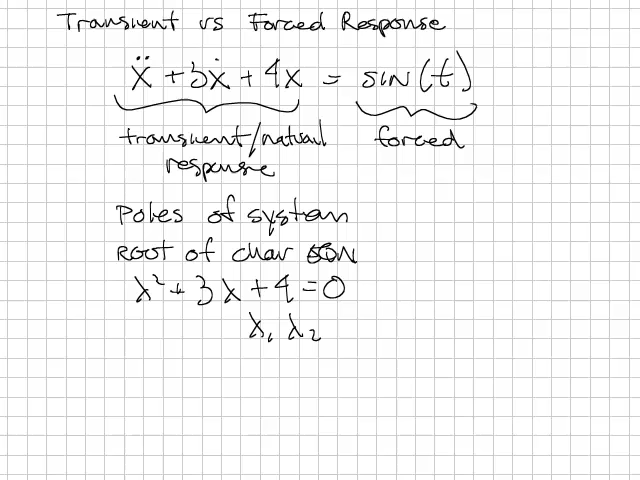 Transient vs Forced Response
ẍ + 3ẋ + 4x = sin(t)
transient/natural forced
response
Poles of system
Root of char EQN
λ² + 3λ + 4 = 0
λ₁ λ₂